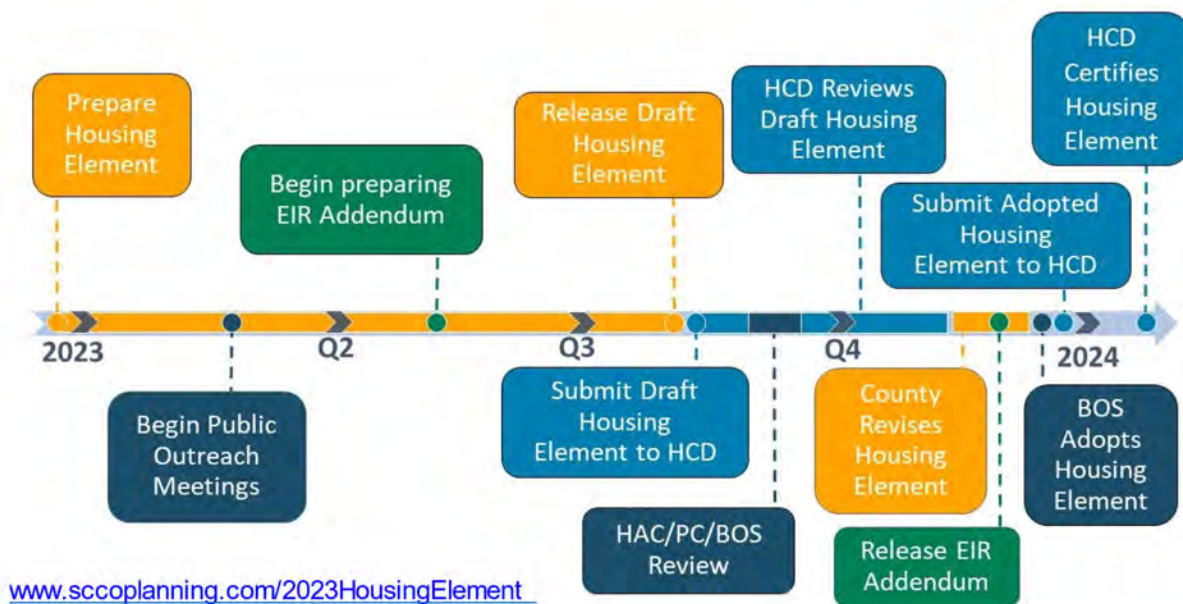 Prepare
Housing
Element
Begin preparing
EIR Addendum
Release Draft
Housing
Element
HCD Reviews
Draft Housing
Element
HCD
Certifies
Housing
Element
Submit Adopted
Housing
Element to HCD
2023
Q2
Q3
Q4
2024
Begin Public
Outreach
Meetings
Submit Draft
Housing
Element to HCD
HAC/PC/BOS
Review
County
Revises
Housing
Element
Release EIR
Addendum
BOS
Adopts
Housing
Element
www.sccoplanning.com/2023HousingElement